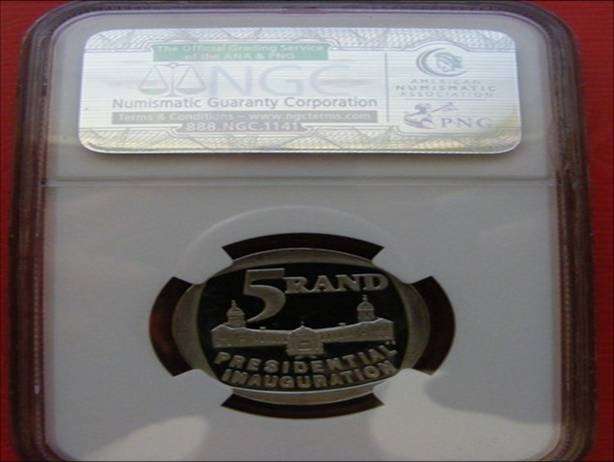 The Official Grading Service
of the ANA & PNG
NGC
Numismatic Guaranty Corporation
Terms & Conditions – www.ngcterms.com
888.NGC.1141
AMERICAN
NUMISMATIC
ASSOCIATION
PNG
5 RAND
PRESIDENTIAL
INAUGURATION